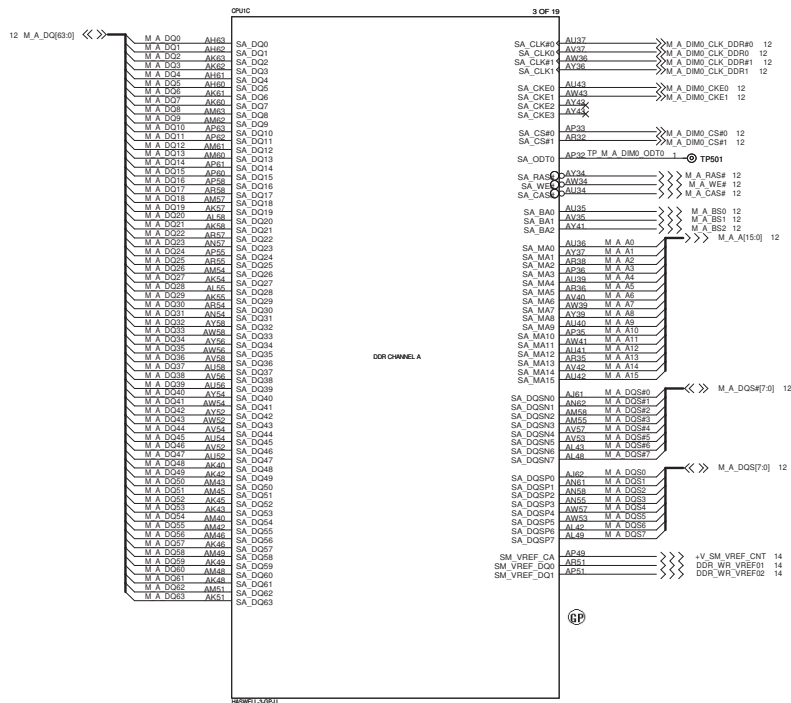 CPU1C
3 OF 19
12 M_A_DQ[63:0]
M_A_DQ0 AH63 SA_DQ0
M_A_DQ1 AH62 SA_DQ1
M_A_DQ2 AK63 SA_DQ2
M_A_DQ3 AK62 SA_DQ3
M_A_DQ4 AH61 SA_DQ4
M_A_DQ5 AH60 SA_DQ5
M_A_DQ6 AK61 SA_DQ6
M_A_DQ7 AK60 SA_DQ7
M_A_DQ8 AM63 SA_DQ8
M_A_DQ9 AM62 SA_DQ9
M_A_DQ10 AP63 SA_DQ10
M_A_DQ11 AP62 SA_DQ11
M_A_DQ12 AM61 SA_DQ12
M_A_DQ13 AM60 SA_DQ13
M_A_DQ14 AP61 SA_DQ14
M_A_DQ15 AP60 SA_DQ15
M_A_DQ16 AP58 SA_DQ16
M_A_DQ17 AR58 SA_DQ17
M_A_DQ18 AM57 SA_DQ18
M_A_DQ19 AK57 SA_DQ19
M_A_DQ20 AL58 SA_DQ20
M_A_DQ21 AK58 SA_DQ21
M_A_DQ22 AR57 SA_DQ22
M_A_DQ23 AN57 SA_DQ23
M_A_DQ24 AP55 SA_DQ24
M_A_DQ25 AR55 SA_DQ25
M_A_DQ26 AM54 SA_DQ26
M_A_DQ27 AK54 SA_DQ27
M_A_DQ28 AL55 SA_DQ28
M_A_DQ29 AK55 SA_DQ29
M_A_DQ30 AR54 SA_DQ30
M_A_DQ31 AN54 SA_DQ31
M_A_DQ32 AY58 SA_DQ32
M_A_DQ33 AW58 SA_DQ33
M_A_DQ34 AY56 SA_DQ34
M_A_DQ35 AW56 SA_DQ35
M_A_DQ36 AV58 SA_DQ36
M_A_DQ37 AU58 SA_DQ37
M_A_DQ38 AV56 SA_DQ38
M_A_DQ39 AU56 SA_DQ39
M_A_DQ40 AY54 SA_DQ40
M_A_DQ41 AW54 SA_DQ41
M_A_DQ42 AY52 SA_DQ42
M_A_DQ43 AW52 SA_DQ43
M_A_DQ44 AV54 SA_DQ44
M_A_DQ45 AU54 SA_DQ45
M_A_DQ46 AV52 SA_DQ46
M_A_DQ47 AU52 SA_DQ47
M_A_DQ48 AK40 SA_DQ48
M_A_DQ49 AK42 SA_DQ49
M_A_DQ50 AM43 SA_DQ50
M_A_DQ51 AM45 SA_DQ51
M_A_DQ52 AK45 SA_DQ52
M_A_DQ53 AK43 SA_DQ53
M_A_DQ54 AM40 SA_DQ54
M_A_DQ55 AM42 SA_DQ55
M_A_DQ56 AM46 SA_DQ56
M_A_DQ57 AK46 SA_DQ57
M_A_DQ58 AM49 SA_DQ58
M_A_DQ59 AK49 SA_DQ59
M_A_DQ60 AM48 SA_DQ60
M_A_DQ61 AK48 SA_DQ61
M_A_DQ62 AM51 SA_DQ62
M_A_DQ63 AK51 SA_DQ63
DDR CHANNEL A
SA_CLK#0 AU37 M_A_DIM0_CLK_DDR#0 12
SA_CLK0 AV37 M_A_DIM0_CLK_DDR0 12
SA_CLK#1 AW36 M_A_DIM0_CLK_DDR#1 12
SA_CLK1 AY36 M_A_DIM0_CLK_DDR1 12
SA_CKE0 AU43 M_A_DIM0_CKE0 12
SA_CKE1 AW43 M_A_DIM0_CKE1 12
SA_CKE2 AY42
SA_CKE3 AY43
SA_CS#0 AP33 M_A_DIM0_CS#0 12
SA_CS#1 AR32 M_A_DIM0_CS#1 12
SA_ODT0 AP32 TP_M_A_DIM0_ODT0 1 TP501
SA_RAS# AY34 M_A_RAS# 12
SA_WE# AW34 M_A_WE# 12
SA_CAS# AU34 M_A_CAS# 12
SA_BA0 AU35 M_A_BS0 12
SA_BA1 AV35 M_A_BS1 12
SA_BA2 AY41 M_A_BS2 12
M_A_A[15:0] 12
SA_MA0 AU36 M_A_A0
SA_MA1 AY37 M_A_A1
SA_MA2 AR38 M_A_A2
SA_MA3 AP36 M_A_A3
SA_MA4 AU39 M_A_A4
SA_MA5 AR36 M_A_A5
SA_MA6 AV40 M_A_A6
SA_MA7 AW39 M_A_A7
SA_MA8 AY39 M_A_A8
SA_MA9 AU40 M_A_A9
SA_MA10 AP35 M_A_A10
SA_MA11 AW41 M_A_A11
SA_MA12 AU41 M_A_A12
SA_MA13 AR35 M_A_A13
SA_MA14 AV42 M_A_A14
SA_MA15 AU42 M_A_A15
M_A_DQS#[7:0] 12
SA_DQSN0 AJ61 M_A_DQS#0
SA_DQSN1 AN62 M_A_DQS#1
SA_DQSN2 AM58 M_A_DQS#2
SA_DQSN3 AM55 M_A_DQS#3
SA_DQSN4 AV57 M_A_DQS#4
SA_DQSN5 AV53 M_A_DQS#5
SA_DQSN6 AL43 M_A_DQS#6
SA_DQSN7 AL48 M_A_DQS#7
M_A_DQS[7:0] 12
SA_DQSP0 AJ62 M_A_DQS0
SA_DQSP1 AN61 M_A_DQS1
SA_DQSP2 AN58 M_A_DQS2
SA_DQSP3 AN55 M_A_DQS3
SA_DQSP4 AW57 M_A_DQS4
SA_DQSP5 AW53 M_A_DQS5
SA_DQSP6 AL42 M_A_DQS6
SA_DQSP7 AL49 M_A_DQS7
SM_VREF_CA AP49 +V_SM_VREF_CNT 14
SM_VREF_DQ0 AR51 DDR_WR_VREF01 14
SM_VREF_DQ1 AP51 DDR_WR_VREF02 14
GP
HASWELL-3-GP-U